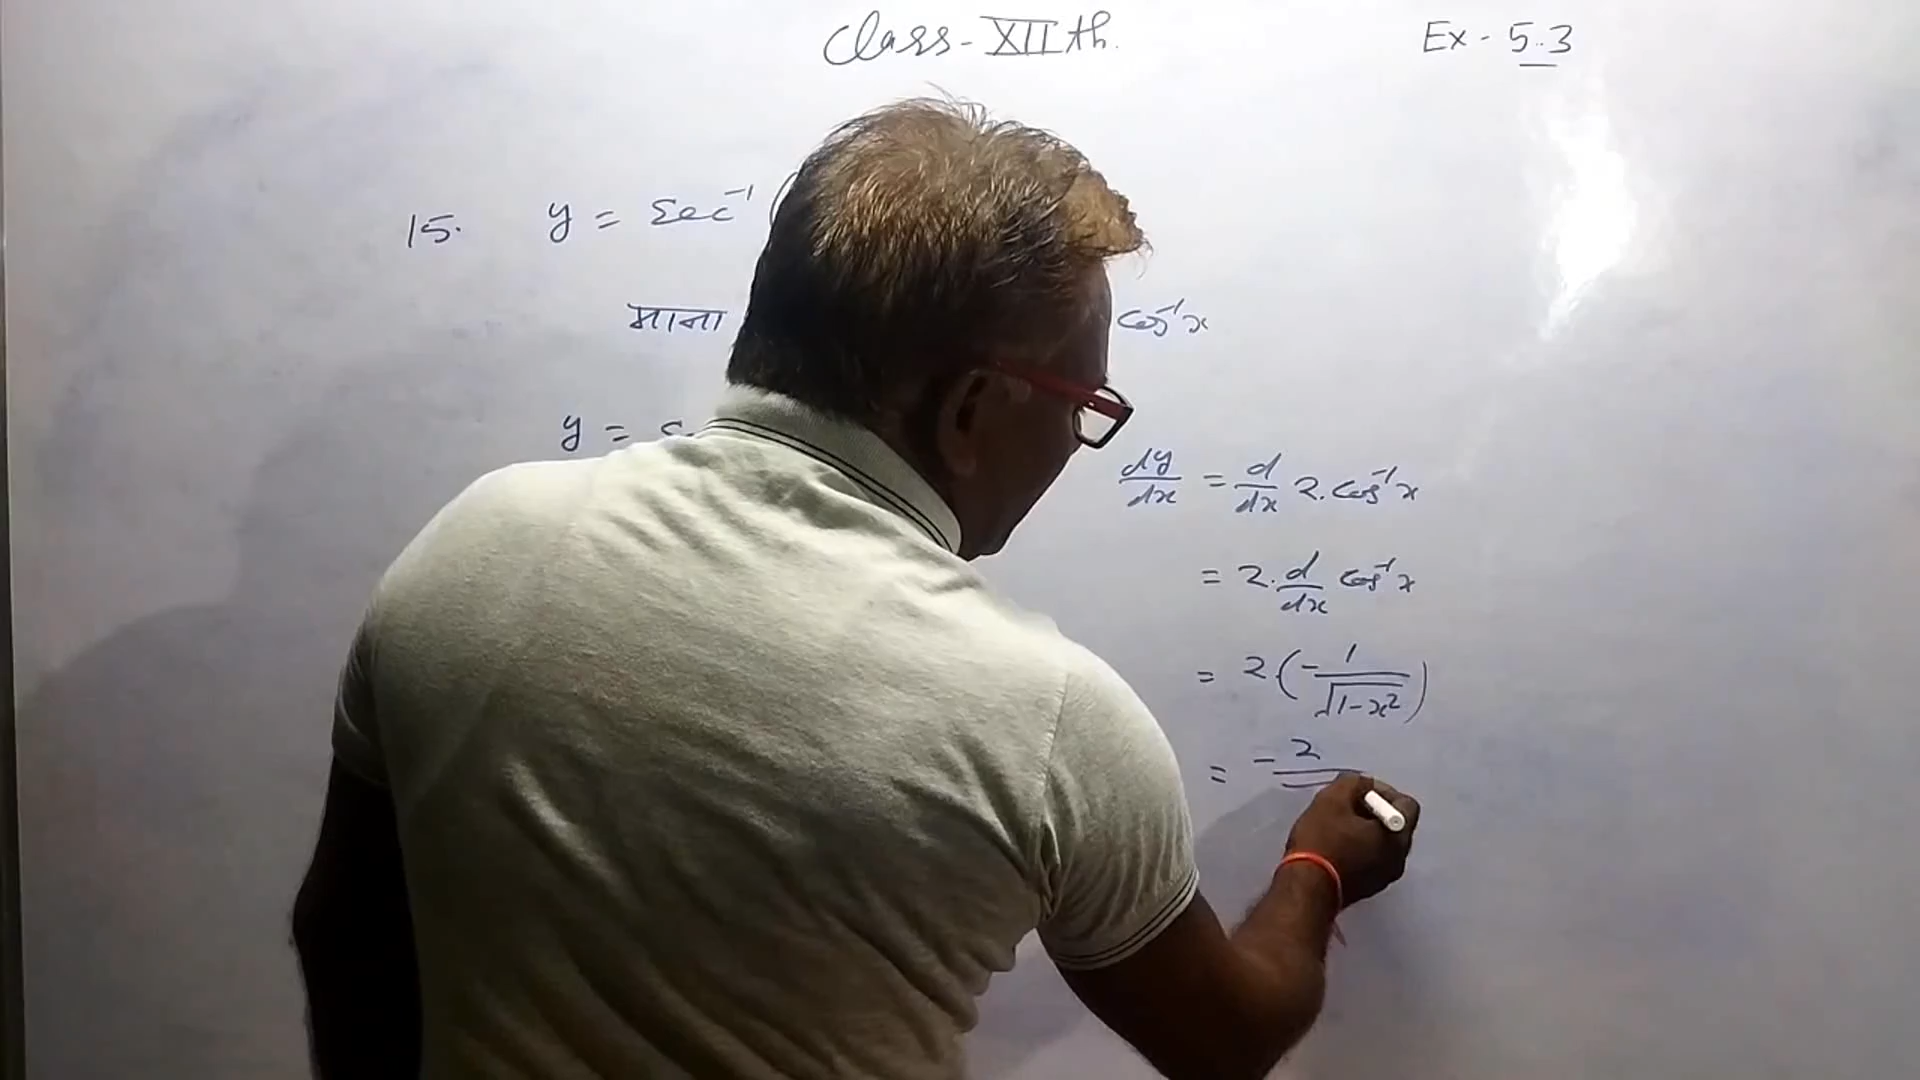 Class-XIIth.
Ex-5.3
15. y = sec⁻¹ (
माना cos⁻¹x
y =
dy/dx = d/dx 2.cos⁻¹x
= 2.d/dx cos⁻¹x
= 2(-1/√1-x²)
= -2